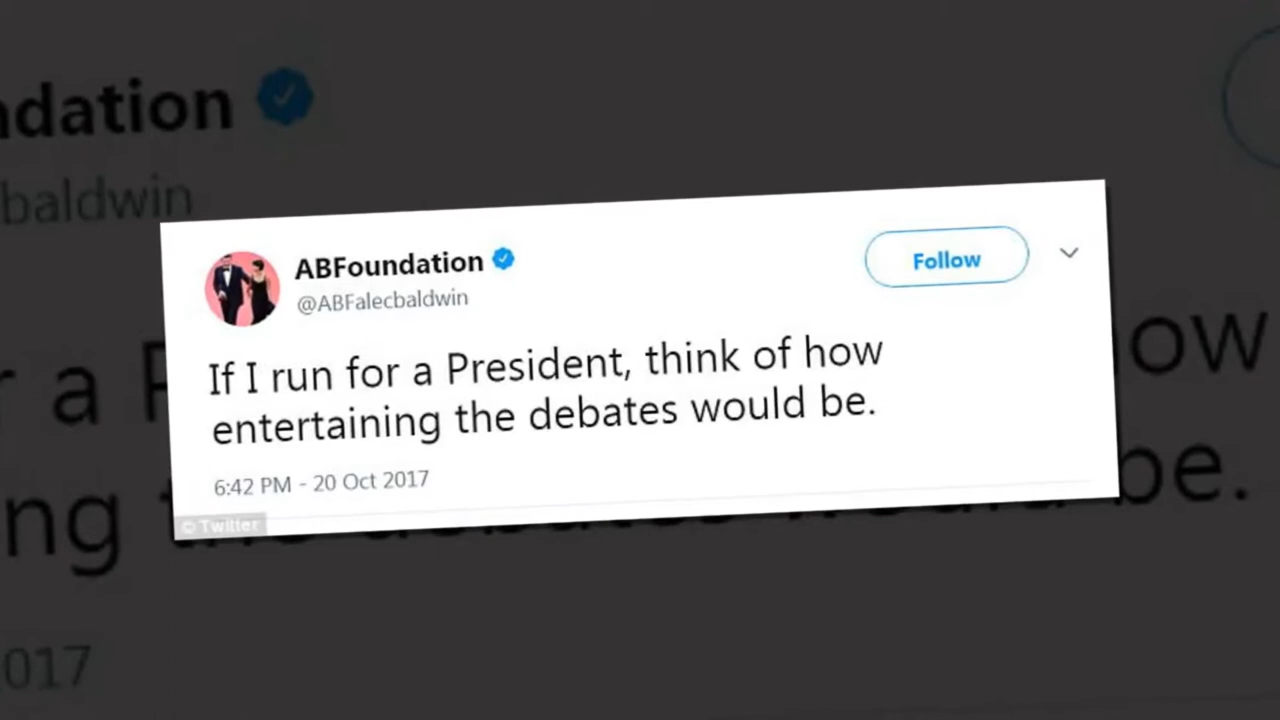 ndation
baldwin
ABFoundation
@ABFalecbaldwin
Follow
If I run for a President, think of how
entertaining the debates would be.
6:42 PM - 20 Oct 2017
© Twitter
r a
ow
ng
be.
017